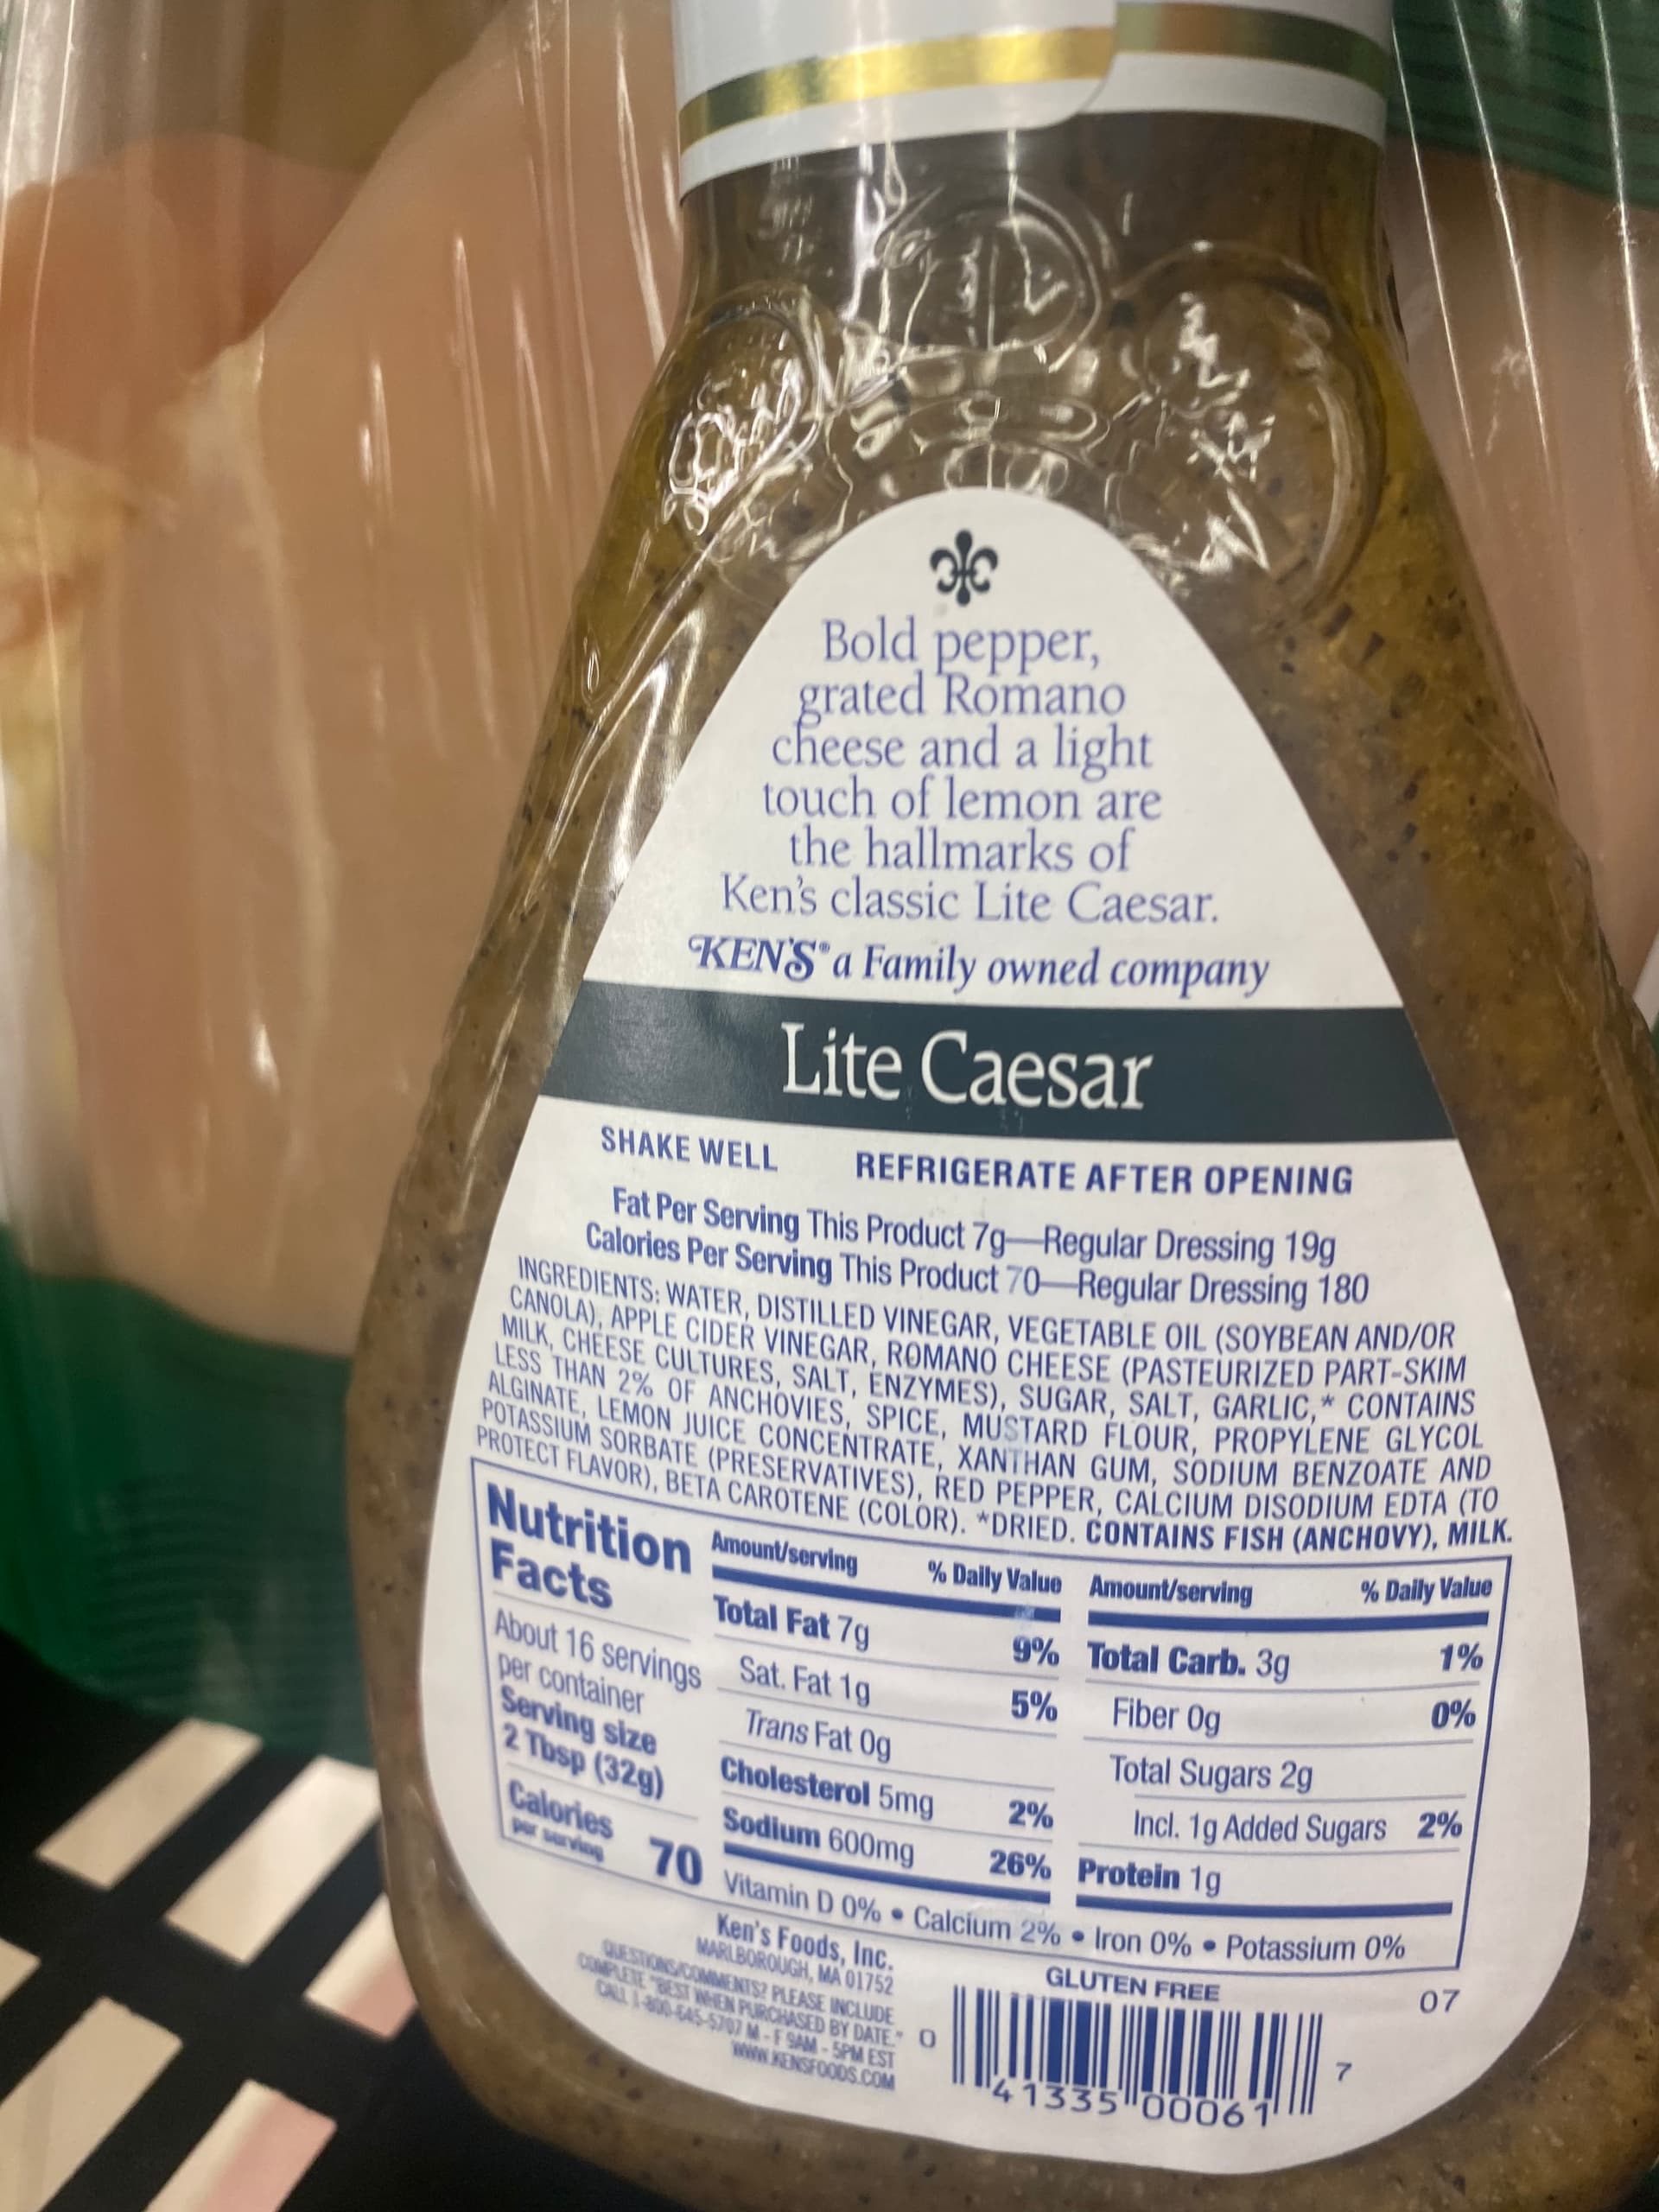 Bold pepper,
grated Romano
cheese and a light
touch of lemon are
the hallmarks of
Ken's classic Lite Caesar.
KEN'S® a Family owned company
Lite Caesar
SHAKE WELL REFRIGERATE AFTER OPENING
Fat Per Serving This Product 7g—Regular Dressing 19g
Calories Per Serving This Product 70—Regular Dressing 180
INGREDIENTS: WATER, DISTILLED VINEGAR, VEGETABLE OIL (SOYBEAN AND/OR
CANOLA), APPLE CIDER VINEGAR, ROMANO CHEESE (PASTEURIZED PART-SKIM
MILK, CHEESE CULTURES, SALT, ENZYMES), SUGAR, SALT, GARLIC,* CONTAINS
LESS THAN 2% OF ANCHOVIES, SPICE, MUSTARD FLOUR, PROPYLENE GLYCOL
ALGINATE, LEMON JUICE CONCENTRATE, XANTHAN GUM, SODIUM BENZOATE AND
POTASSIUM SORBATE (PRESERVATIVES), RED PEPPER, CALCIUM DISODIUM EDTA (TO
PROTECT FLAVOR), BETA CAROTENE (COLOR). *DRIED. CONTAINS FISH (ANCHOVY), MILK.
Nutrition
Facts
About 16 servings
per container
Serving size
2 Tbsp (32g)
Calories
per serving 70
Amount/serving % Daily Value
Total Fat 7g 9%
Sat. Fat 1g 5%
Trans Fat 0g
Cholesterol 5mg 2%
Sodium 600mg 26%
Amount/serving % Daily Value
Total Carb. 3g 1%
Fiber 0g 0%
Total Sugars 2g
Incl. 1g Added Sugars 2%
Protein 1g
Vitamin D 0% • Calcium 2% • Iron 0% • Potassium 0%
Ken's Foods, Inc.
MARLBOROUGH, MA 01752
QUESTIONS/COMMENTS? PLEASE INCLUDE
COMPLETE "BEST WHEN PURCHASED BY DATE."
CALL 1-800-645-5707 M - F 9AM - 5PM EST
WWW.KENSFOODS.COM
GLUTEN FREE
07
0 41335 00061 7